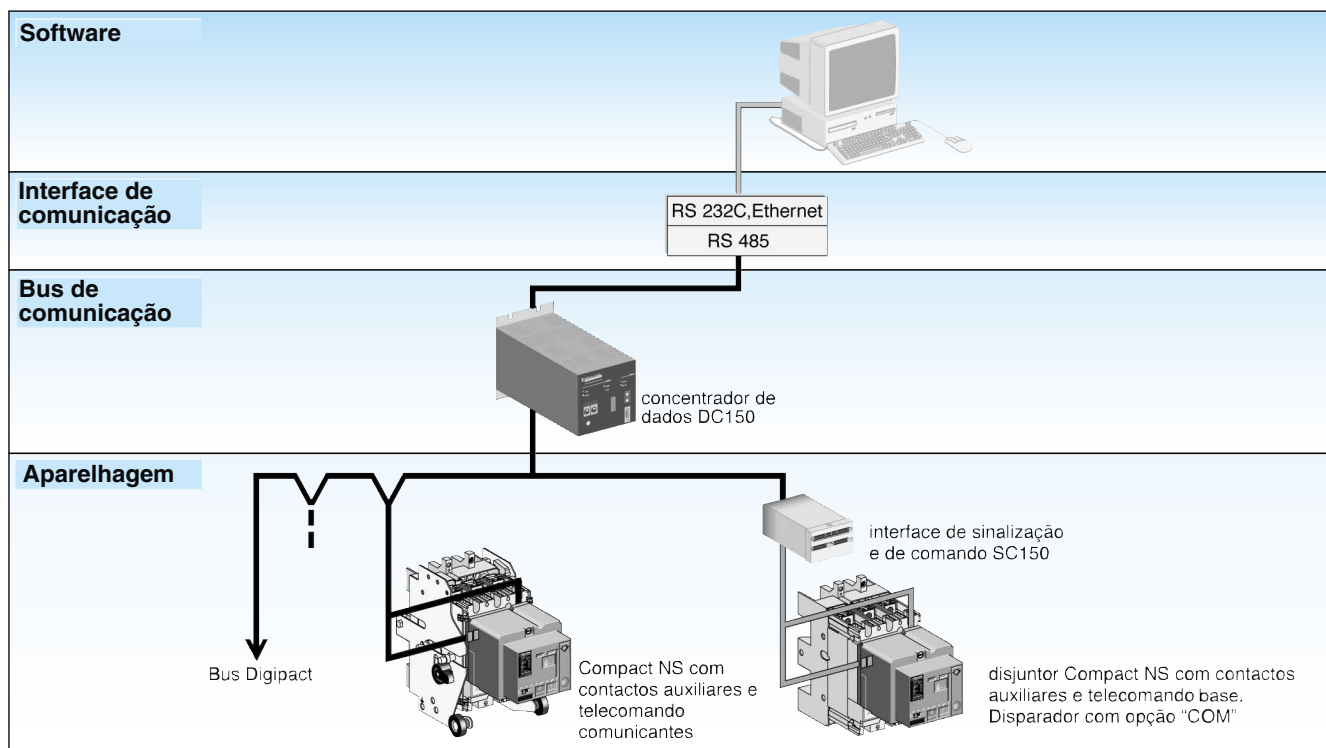 Software
Interface de
comunicação
RS 232C,Ethernet
RS 485
Bus de
comunicação
concentrador de
dados DC150
Aparelhagem
interface de sinalização
e de comando SC150
Bus Digipact
Compact NS com
contactos auxiliares e
telecomando
comunicantes
disjuntor Compact NS com contactos
auxiliares e telecomando base.
Disparador com opção “COM”